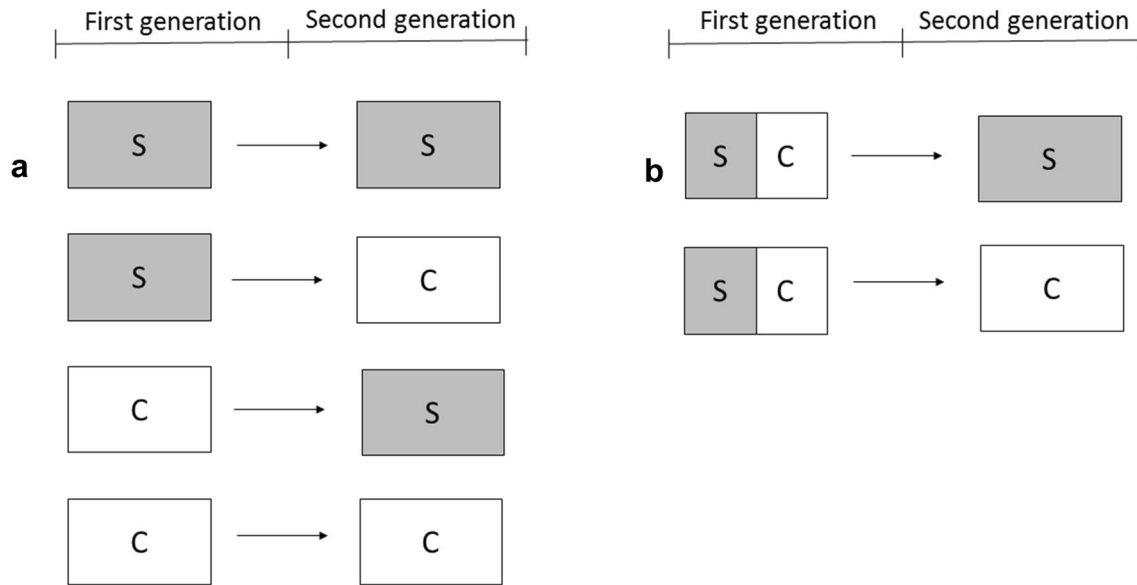 First generation Second generation
a
S S
S C
C S
C C
First generation Second generation
b
S C S
S C C